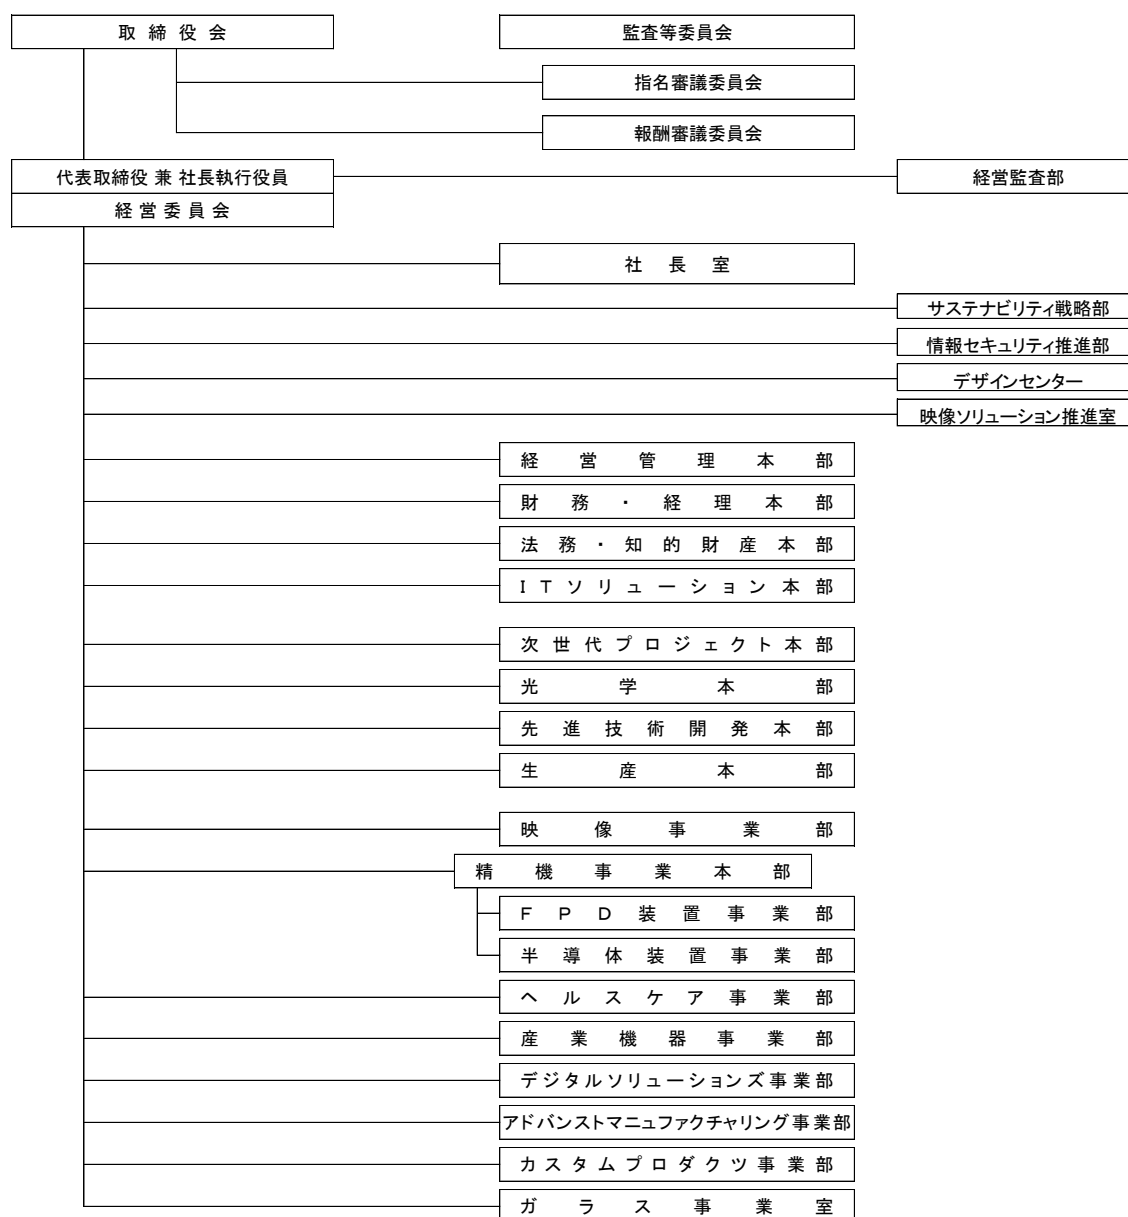 取締役会
監査等委員会
指名審議委員会
報酬審議委員会
代表取締役 兼 社長執行役員
経営監査部
経営委員会
社長室
サステナビリティ戦略部
情報セキュリティ推進部
デザインセンター
映像ソリューション推進室
経営管理本部
財務・経理本部
法務・知的財産本部
ITソリューション本部
次世代プロジェクト本部
光学本部
先進技術開発本部
生産本部
映像事業部
精機事業本部
FPD装置事業部
半導体装置事業部
ヘルスケア事業部
産業機器事業部
デジタルソリューションズ事業部
アドバンストマニュファクチャリング事業部
カスタムプロダクツ事業部
ガラス事業室